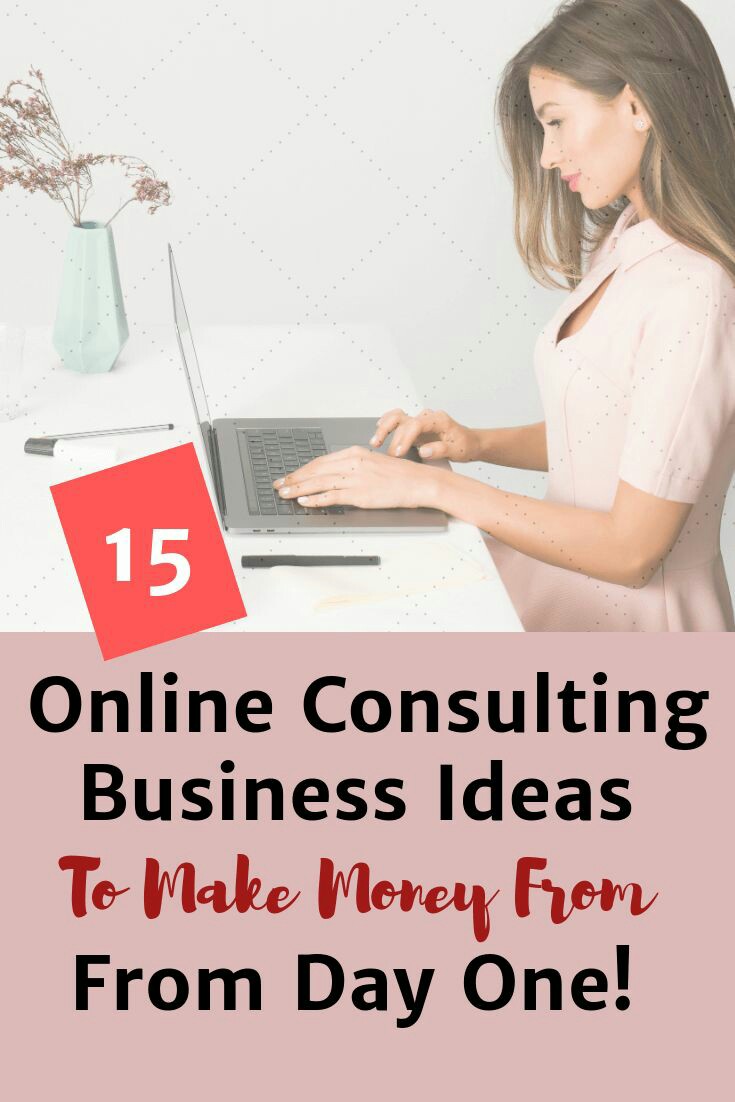 15
Online Consulting
Business Ideas
To Make Money From
From Day One!